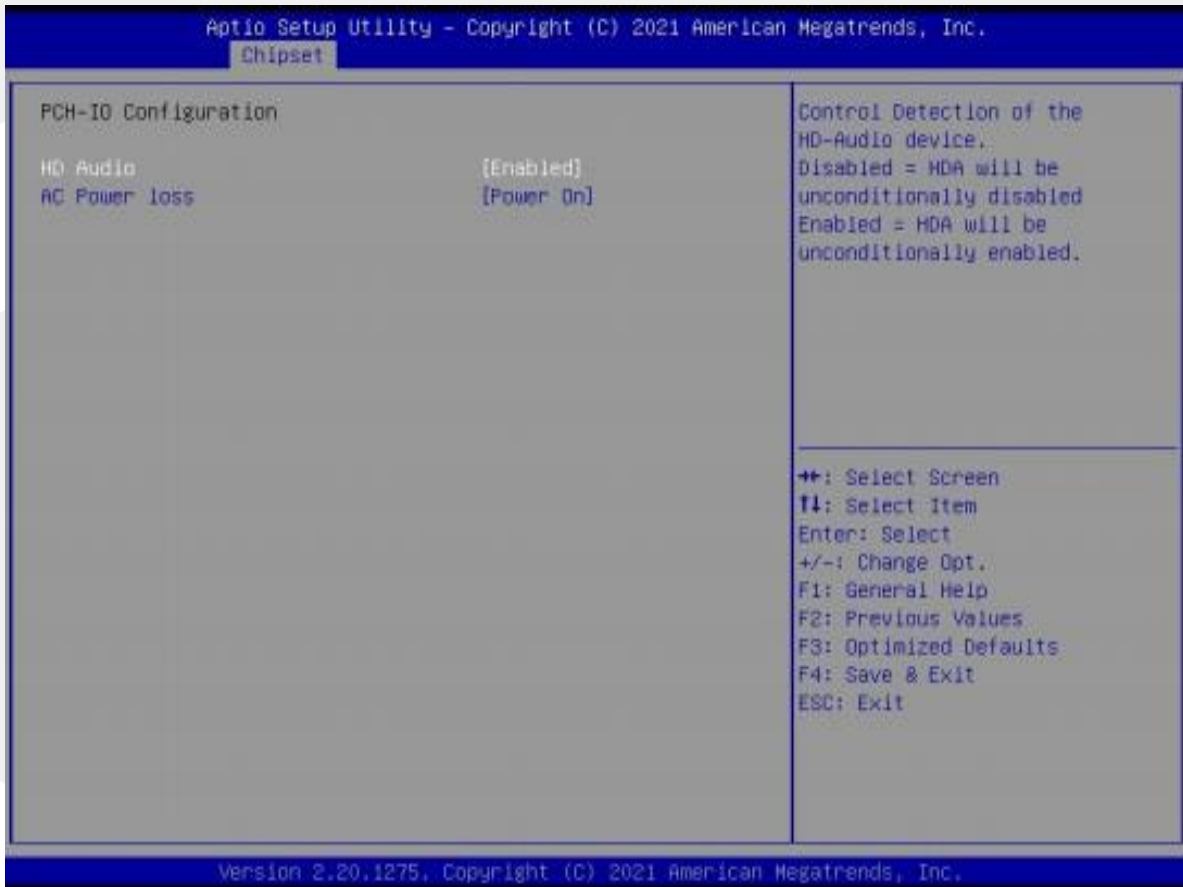 Aptio Setup Utility – Copyright (C) 2021 American Megatrends, Inc.
Chipset
PCH-IO Configuration
HD Audio [Enabled]
AC Power loss [Power On]
Control Detection of the
HD-Audio device.
Disabled = HDA will be
unconditionally disabled
Enabled = HDA will be
unconditionally enabled.
→←: Select Screen
↑↓: Select Item
Enter: Select
+/-: Change Opt.
F1: General Help
F2: Previous Values
F3: Optimized Defaults
F4: Save & Exit
ESC: Exit
Version 2.20.1275. Copyright (C) 2021 American Megatrends, Inc.